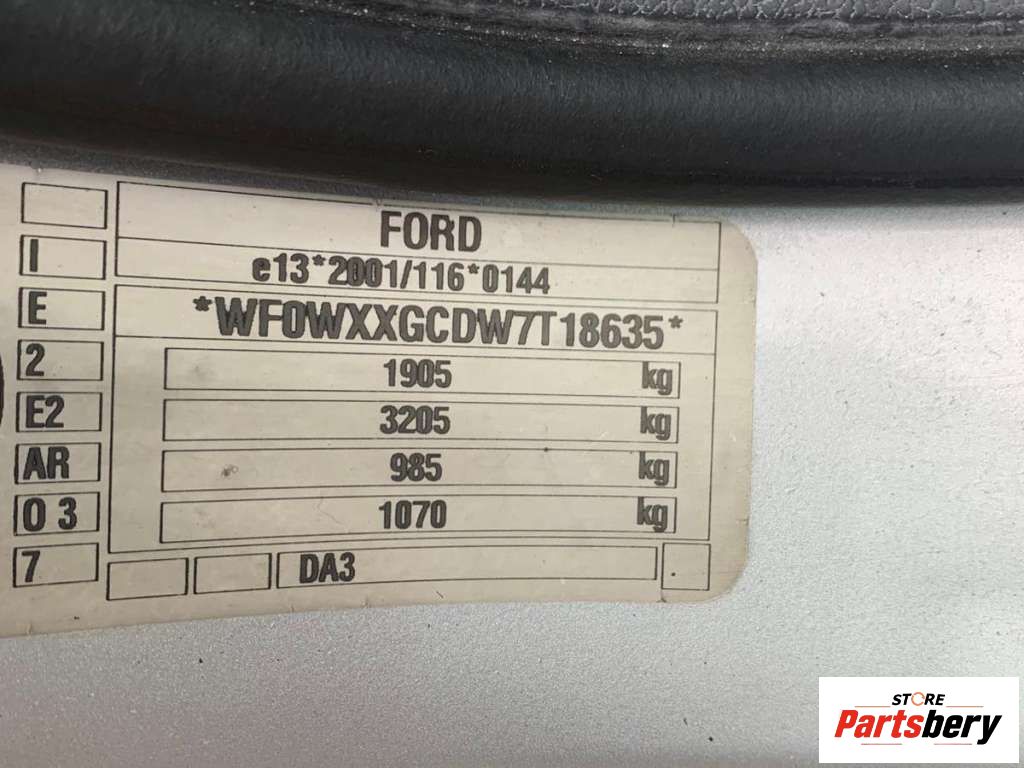 FORD
I
e13*2001/116*0144
E
*WF0WXXGCDW7T18635*
2
1905 kg
E2
3205 kg
AR
985 kg
O 3
1070 kg
7
DA3
STORE
Partsbery